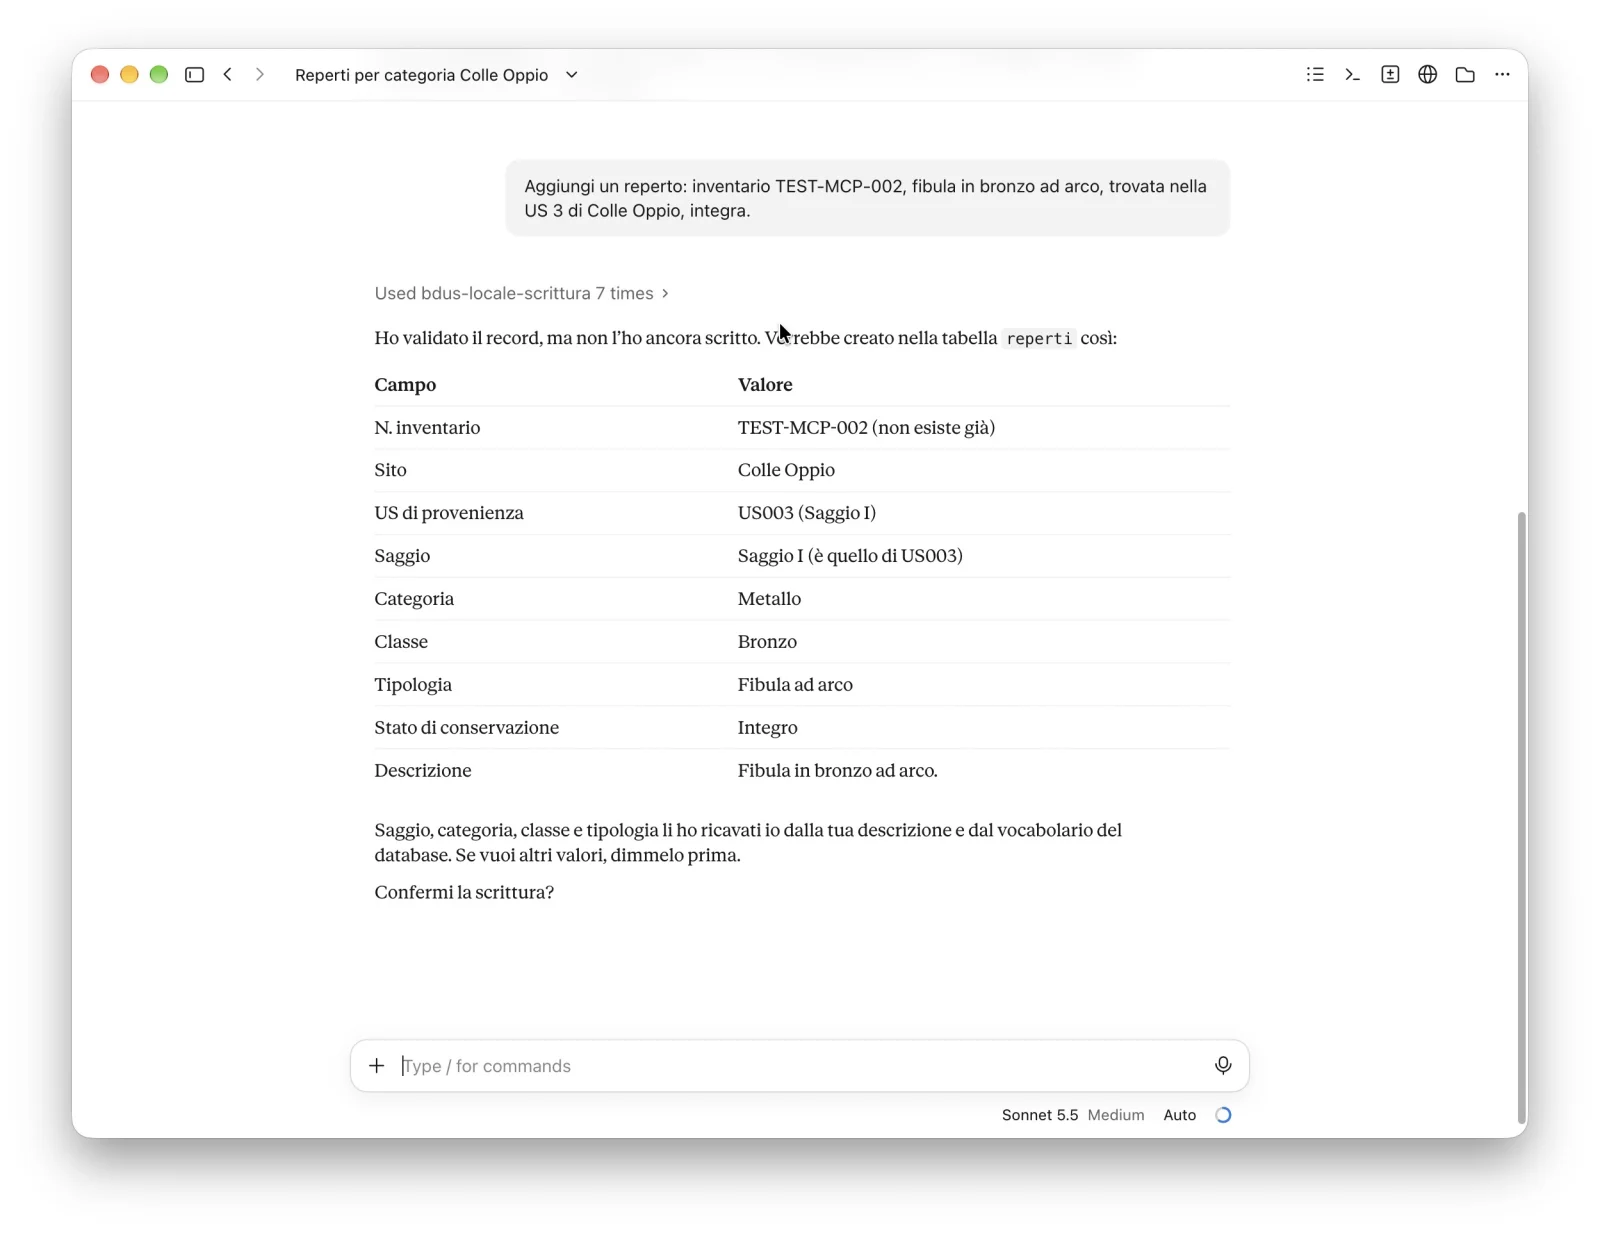 Reperti per categoria Colle Oppio
Aggiungi un reperto: inventario TEST-MCP-002, fibula in bronzo ad arco, trovata nella
US 3 di Colle Oppio, integra.
Used bdus-locale-scrittura 7 times
Ho validato il record, ma non l'ho ancora scritto. Verrebbe creato nella tabella reperti così:
Campo Valore
N. inventario TEST-MCP-002 (non esiste già)
Sito Colle Oppio
US di provenienza US003 (Saggio I)
Saggio Saggio I (è quello di US003)
Categoria Metallo
Classe Bronzo
Tipologia Fibula ad arco
Stato di conservazione Integro
Descrizione Fibula in bronzo ad arco.
Saggio, categoria, classe e tipologia li ho ricavati io dalla tua descrizione e dal vocabolario del
database. Se vuoi altri valori, dimmelo prima.
Confermi la scrittura?
Type / for commands
Sonnet 5.5 Medium Auto